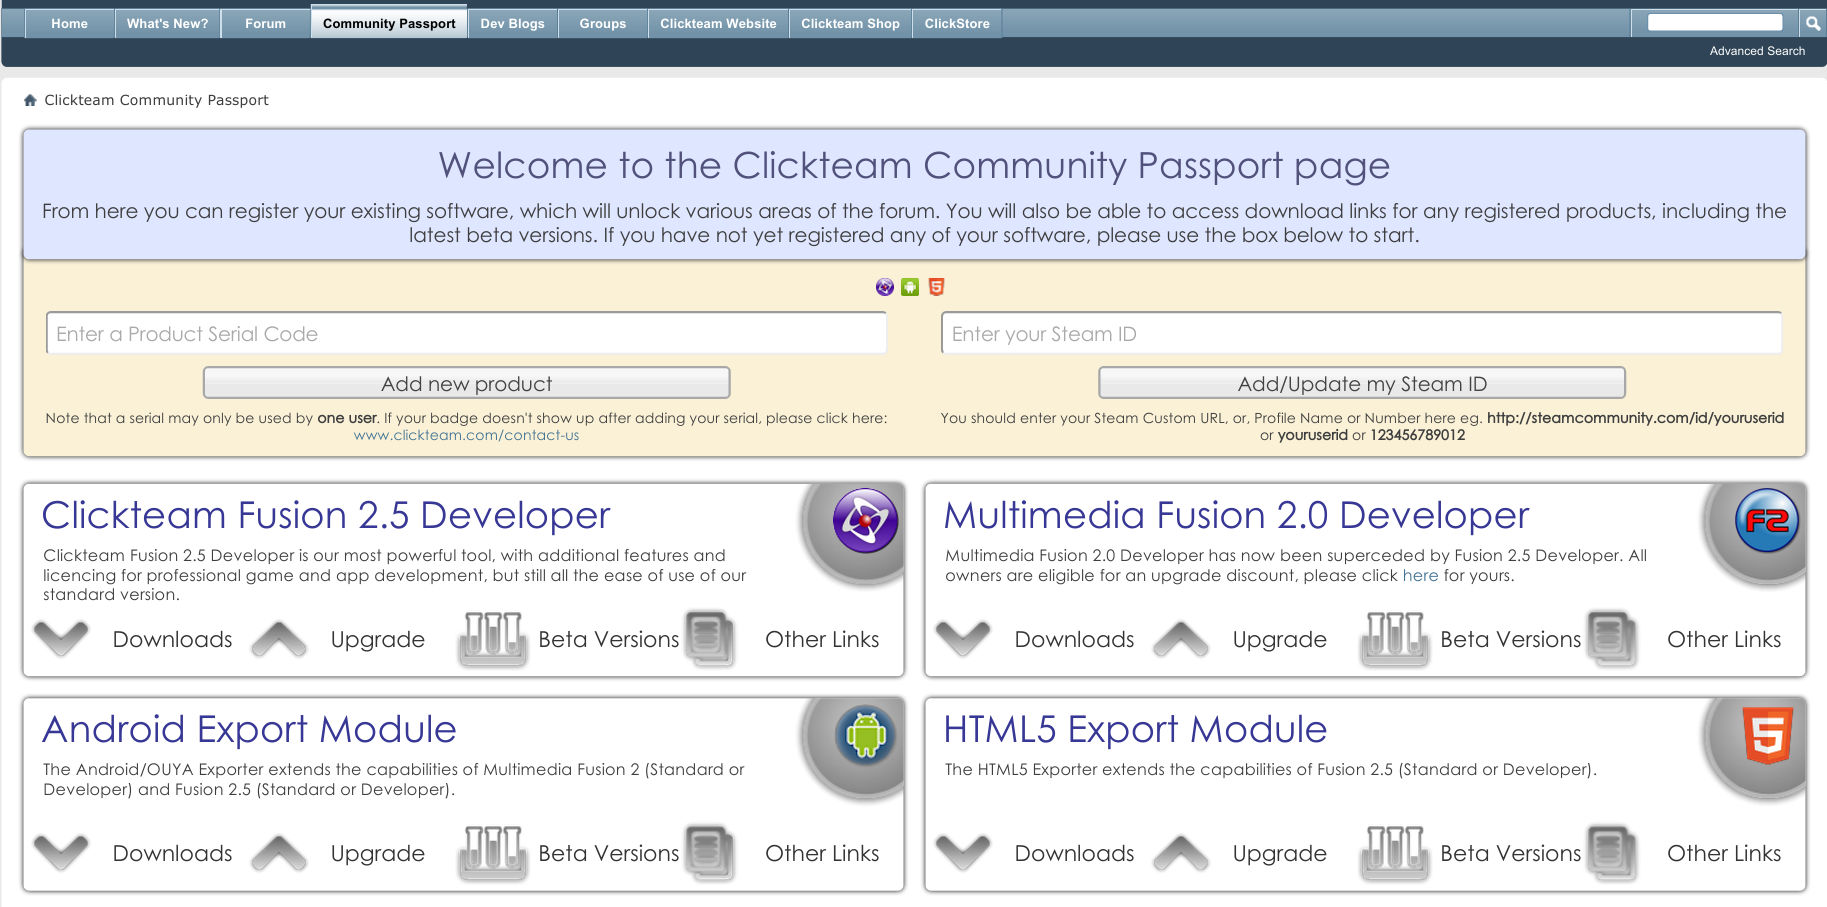 Home What's New? Forum Community Passport Dev Blogs Groups Clickteam Website Clickteam Shop ClickStore
Advanced Search
Clickteam Community Passport
Welcome to the Clickteam Community Passport page
From here you can register your existing software, which will unlock various areas of the forum. You will also be able to access download links for any registered products, including the
latest beta versions. If you have not yet registered any of your software, please use the box below to start.
5
Enter a Product Serial Code
Add new product
Note that a serial may only be used by one user. If your badge doesn't show up after adding your serial, please click here:
www.clickteam.com/contact-us
Enter your Steam ID
Add/Update my Steam ID
You should enter your Steam Custom URL, or, Profile Name or Number here eg. http://steamcommunity.com/id/youruserid
or youruserid or 123456789012
Clickteam Fusion 2.5 Developer
Clickteam Fusion 2.5 Developer is our most powerful tool, with additional features and
licencing for professional game and app development, but still all the ease of use of our
standard version.
Downloads Upgrade Beta Versions Other Links
Multimedia Fusion 2.0 Developer
F2
Multimedia Fusion 2.0 Developer has now been superceded by Fusion 2.5 Developer. All
owners are eligible for an upgrade discount, please click here for yours.
Downloads Upgrade Beta Versions Other Links
Android Export Module
The Android/OUYA Exporter extends the capabilities of Multimedia Fusion 2 (Standard or
Developer) and Fusion 2.5 (Standard or Developer).
Downloads Upgrade Beta Versions Other Links
HTML5 Export Module
5
The HTML5 Exporter extends the capabilities of Fusion 2.5 (Standard or Developer).
Downloads Upgrade Beta Versions Other Links